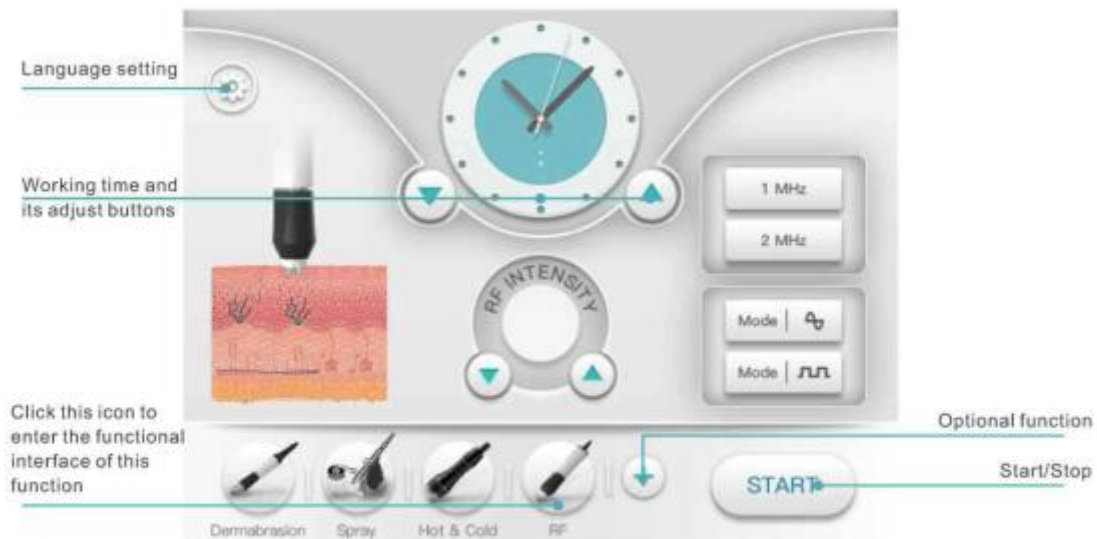 Language setting
Working time and
its adjust buttons
1 MHz
2 MHz
RF INTENSITY
Mode
Mode
Click this icon to
enter the functional
interface of this
function
Optional function
Start/Stop
START
Dermabrasion
Spray
Hot & Cold
RF